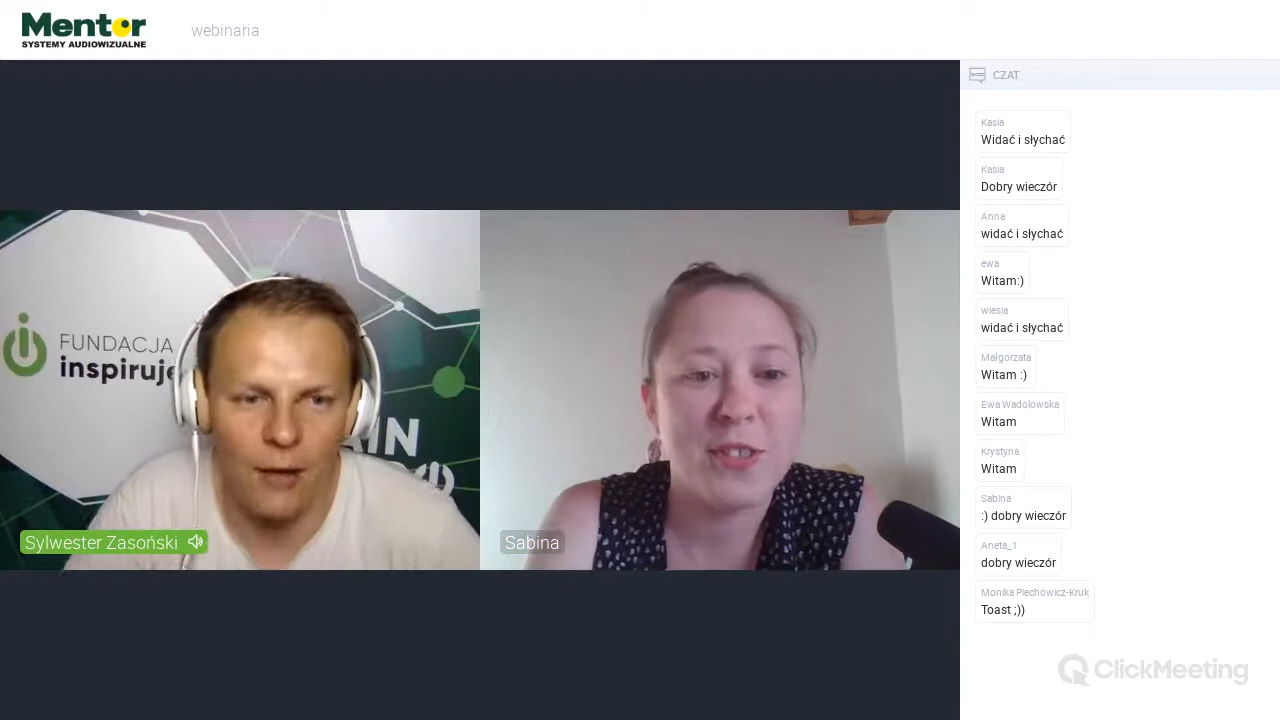 Mentor
SYSTEMY AUDIOWIZUALNE
webinaria
CZAT
FUNDACJA
inspiruje
AIN
Sylwester Zasoński
Sabina
Kasia
Widać i słychać
Kasia
Dobry wieczór
Anna
widać i słychać
ewa
Witam:)
wiesia
widać i słychać
Małgorzata
Witam :)
Ewa Wadolowska
Witam
Krystyna
Witam
Sabina
:) dobry wieczór
Aneta_1
dobry wieczór
Monika Piechowicz-Kruk
Toast ;))
ClickMeeting